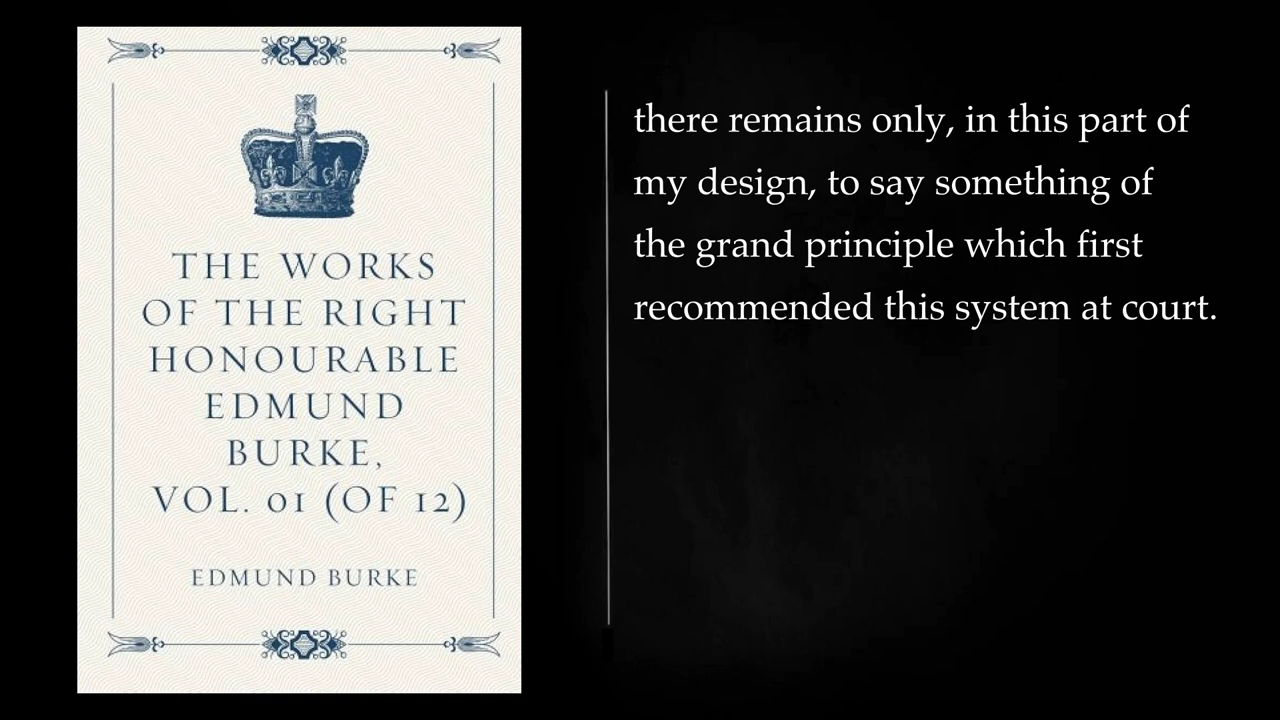 THE WORKS
OF THE RIGHT
HONOURABLE
EDMUND
BURKE,
VOL. 01 (OF 12)
EDMUND BURKE
there remains only, in this part of
my design, to say something of
the grand principle which first
recommended this system at court.